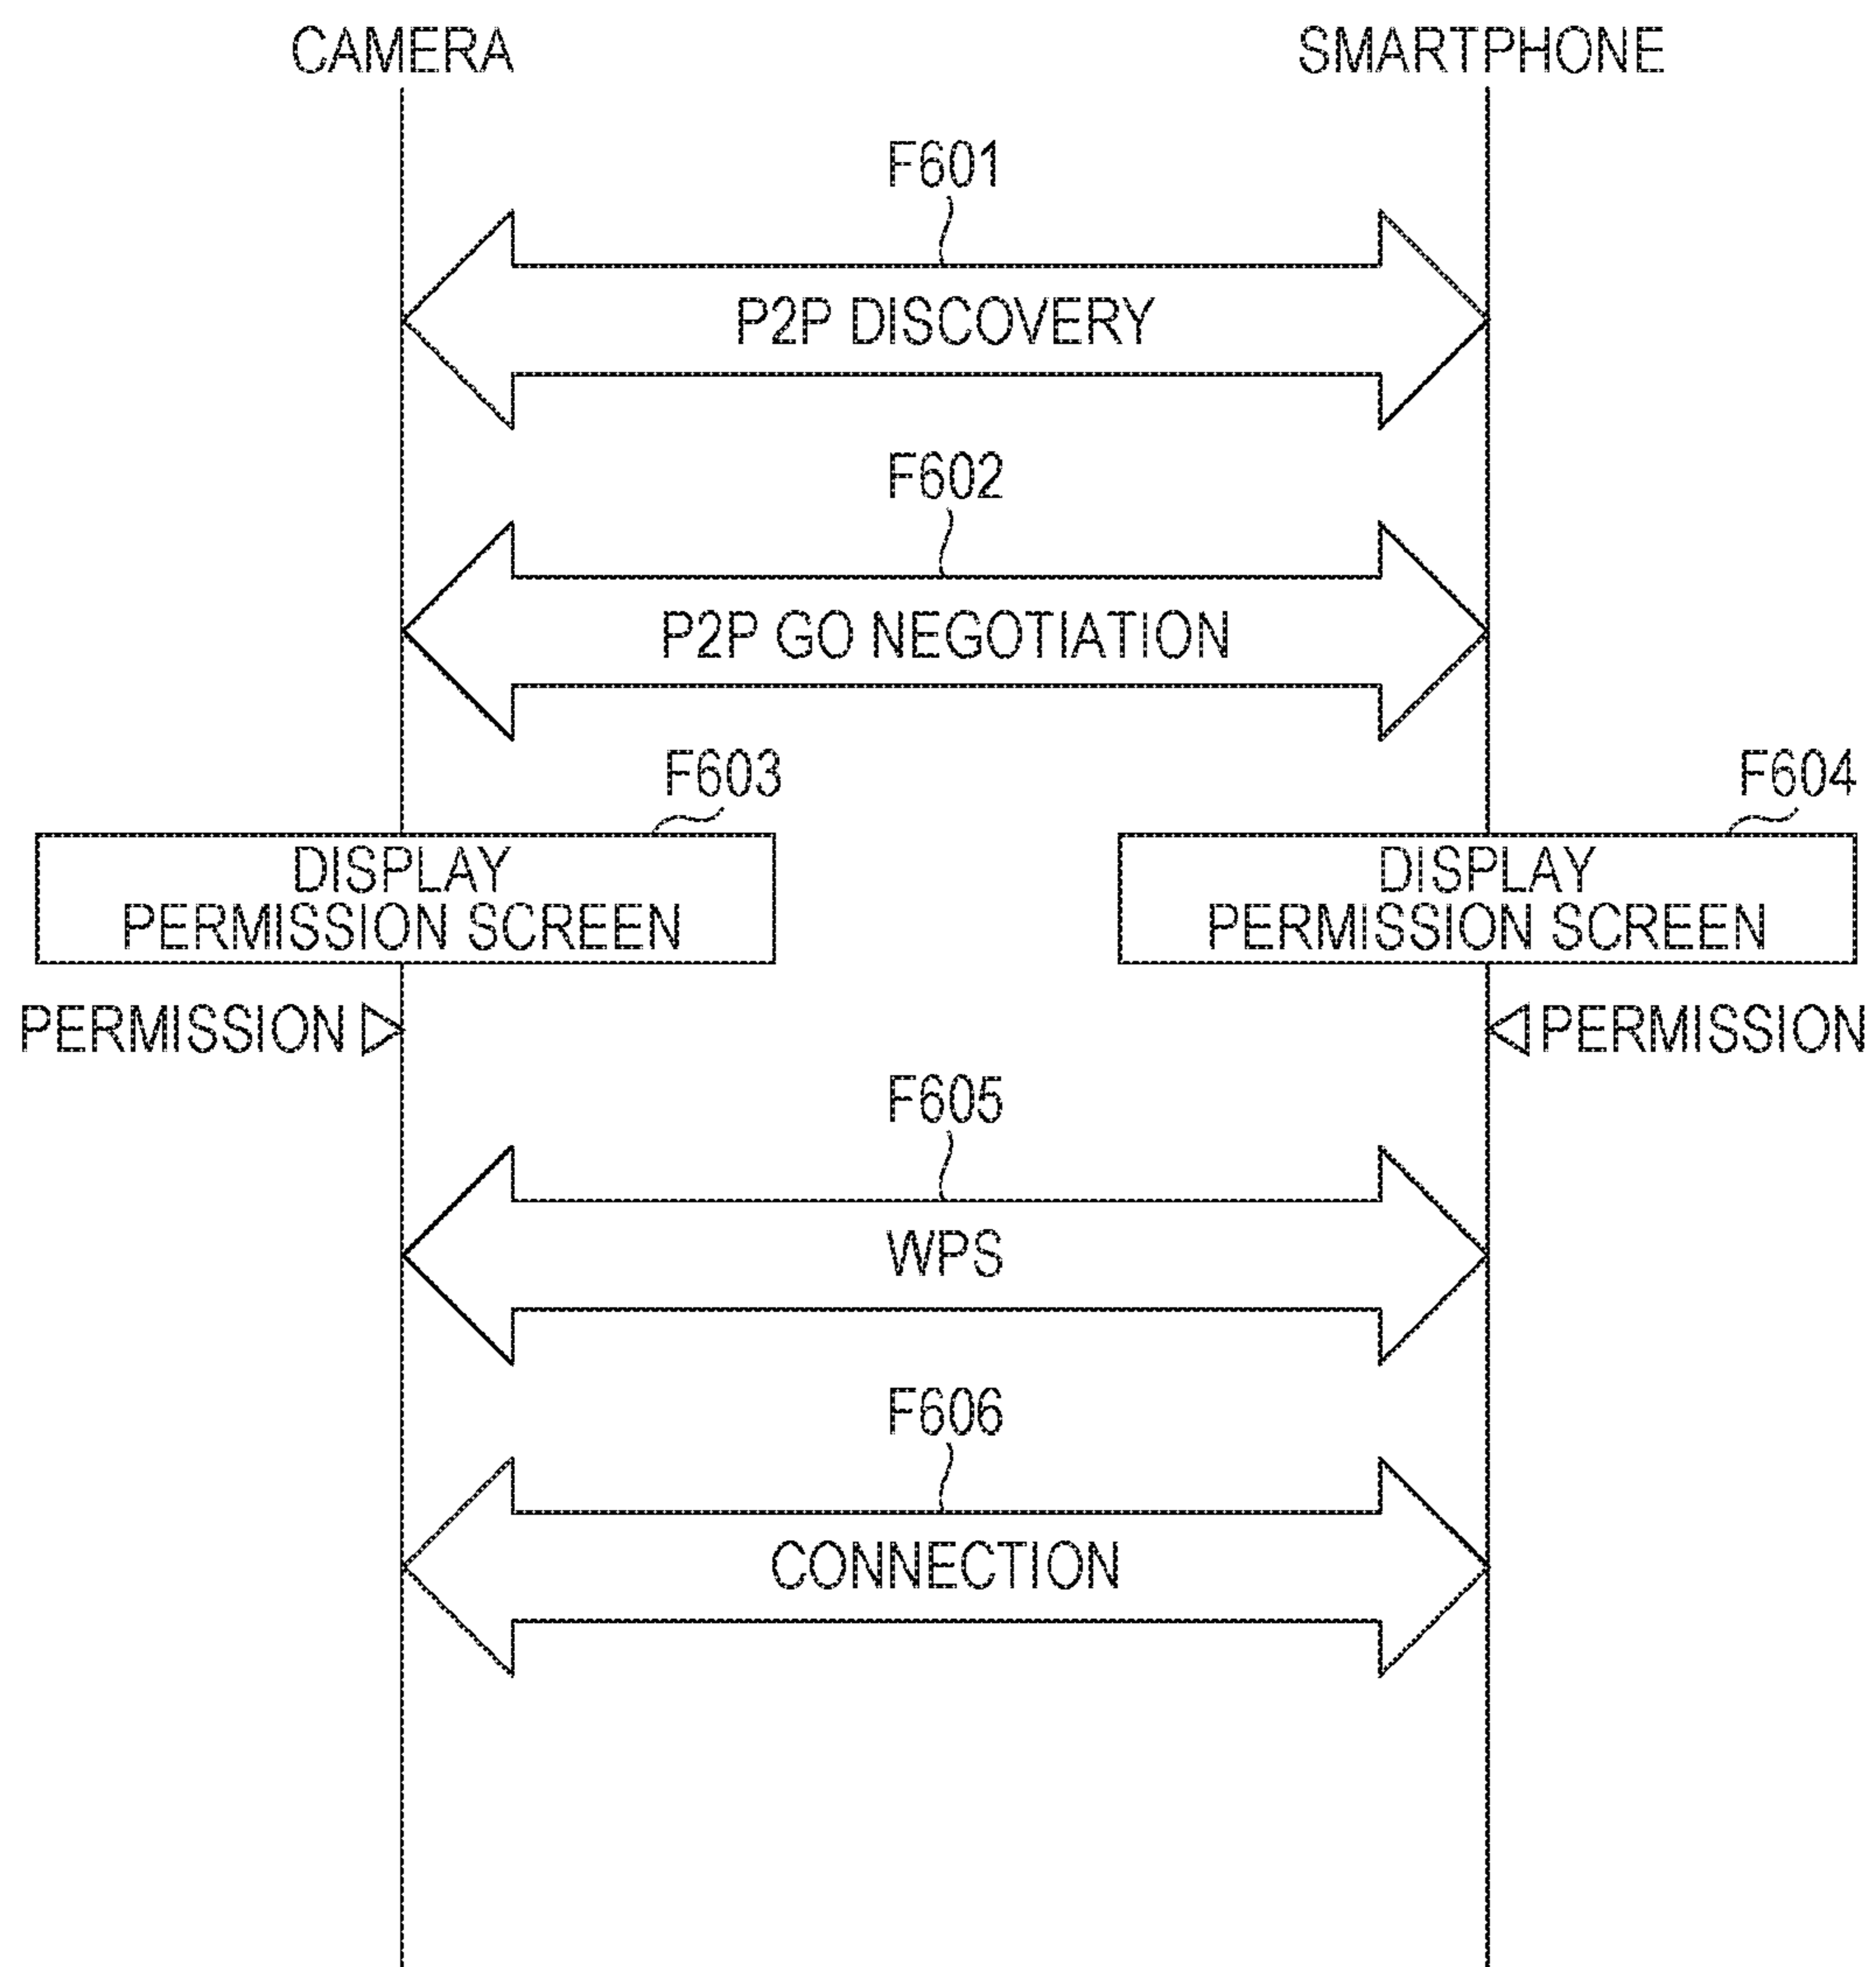 CAMERA
SMARTPHONE
F601
P2P DISCOVERY
F602
P2P GO NEGOTIATION
F603
F604
DISPLAY
PERMISSION SCREEN
DISPLAY
PERMISSION SCREEN
PERMISSION
PERMISSION
F605
WPS
F606
CONNECTION